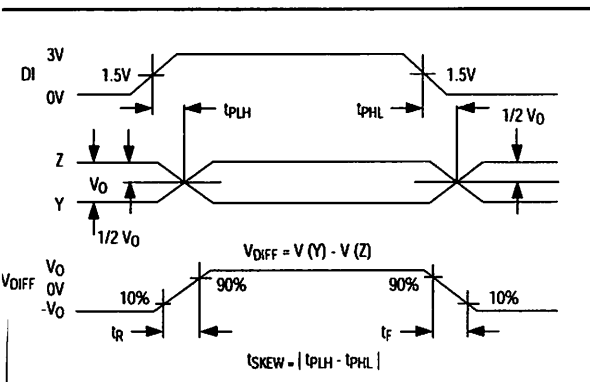 3V
DI
1.5V
1.5V
0V
tPLH
tPHL
1/2 VO
Z
VO
Y
1/2 VO
VDIFF = V (Y) - V (Z)
VO
VDIFF 0V
-VO
10%
90%
90%
10%
tR
tF
tSKEW = | tPLH - tPHL |